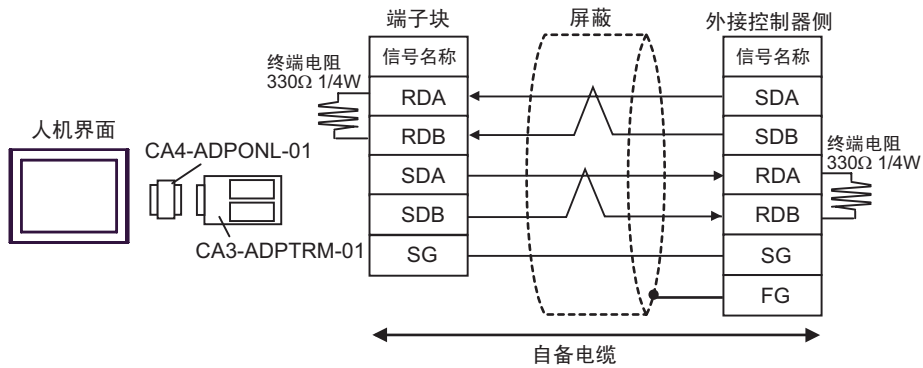 端子块
屏蔽
外接控制器侧
信号名称
信号名称
终端电阻
330Ω 1/4W
RDA
SDA
RDB
SDB
人机界面
CA4-ADPONL-01
终端电阻
330Ω 1/4W
SDA
RDA
SDB
RDB
CA3-ADPTRM-01
SG
SG
FG
自备电缆